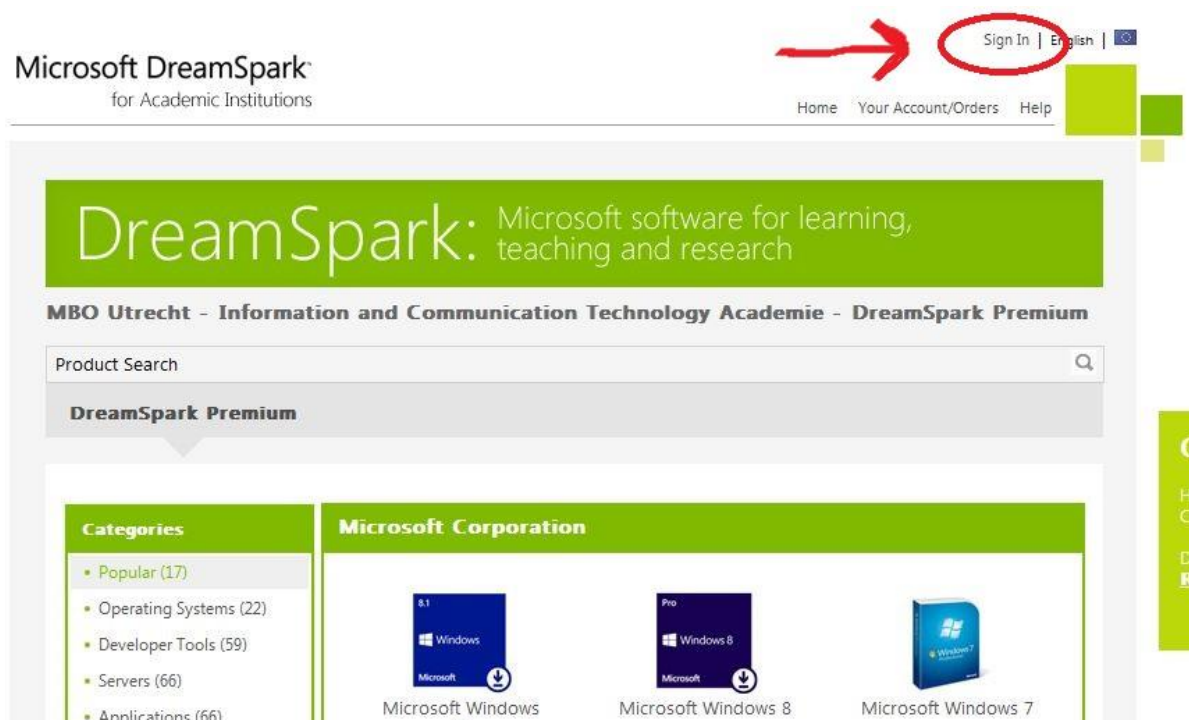 Sign In | English |
Microsoft DreamSpark
for Academic Institutions
Home Your Account/Orders Help
DreamSpark: Microsoft software for learning,
teaching and research
MBO Utrecht - Information and Communication Technology Academie - DreamSpark Premium
Product Search
DreamSpark Premium
Categories
• Popular (17)
• Operating Systems (22)
• Developer Tools (59)
• Servers (66)
• Applications (66)
Microsoft Corporation
8.1
Windows
Microsoft
Microsoft Windows
Pro
Windows 8
Microsoft
Microsoft Windows 8
Windows 7
Microsoft Windows 7